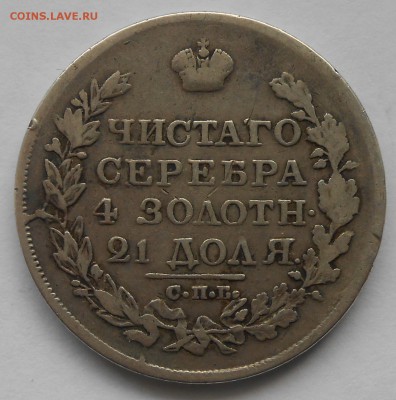 COINS.LAVE.RU
ЧИСТАГО
СЕРЕБРА
4 ЗОЛОТН.
21 ДОЛЯ.
С.П.Б.